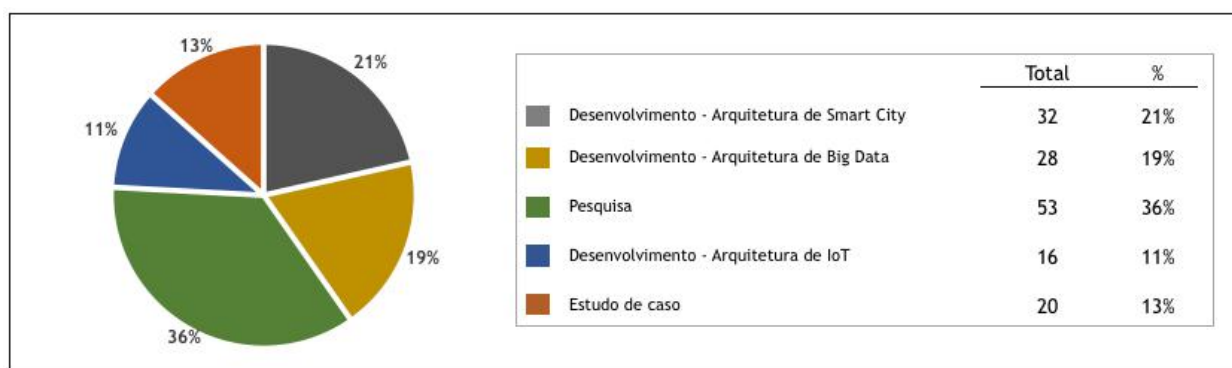 13%
21%
11%
19%
36%
Total %
Desenvolvimento - Arquitetura de Smart City 32 21%
Desenvolvimento - Arquitetura de Big Data 28 19%
Pesquisa 53 36%
Desenvolvimento - Arquitetura de IoT 16 11%
Estudo de caso 20 13%